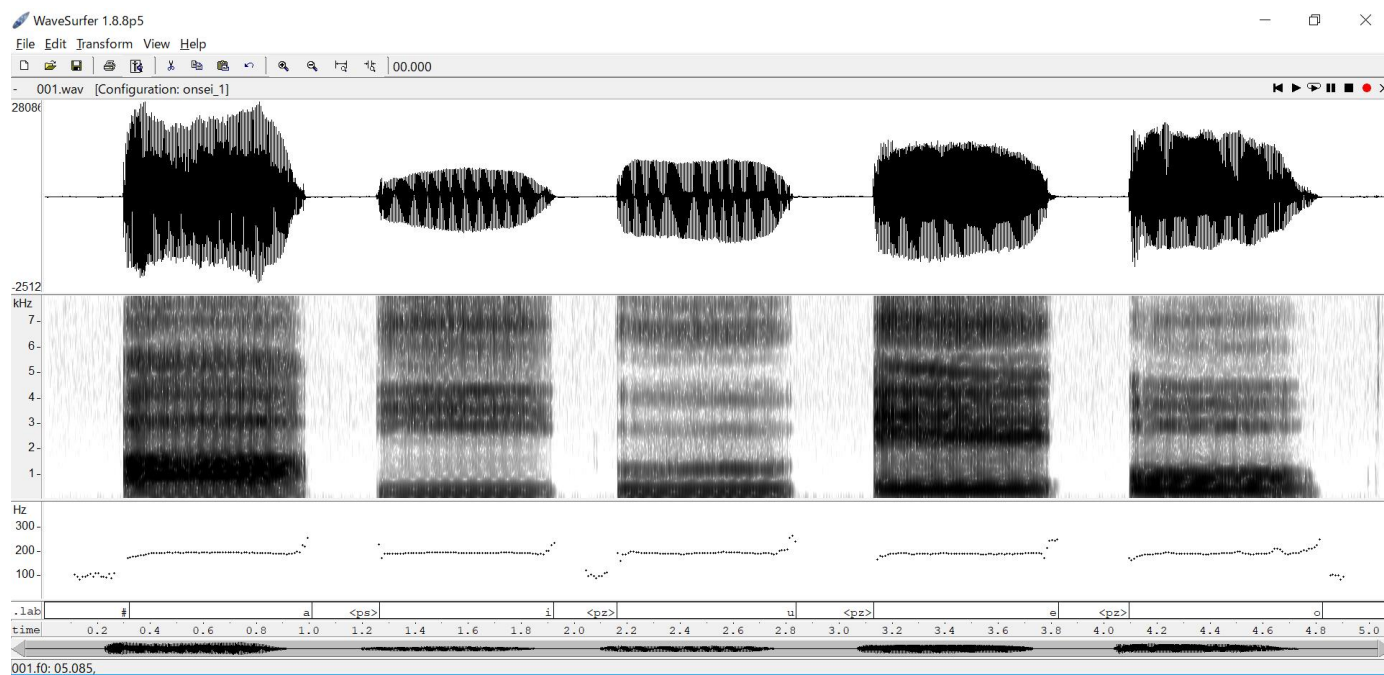 WaveSurfer 1.8.8p5
File Edit Transform View Help
00.000
- 001.wav [Configuration: onsei_1]
28086
-2512
kHz
7
6
5
4
3
2
1
Hz
300
200
100
.lab # a <ps> i <pz> u <pz> e <pz> o
time 0.2 0.4 0.6 0.8 1.0 1.2 1.4 1.6 1.8 2.0 2.2 2.4 2.6 2.8 3.0 3.2 3.4 3.6 3.8 4.0 4.2 4.4 4.6 4.8 5.0
001.f0: 05.085,